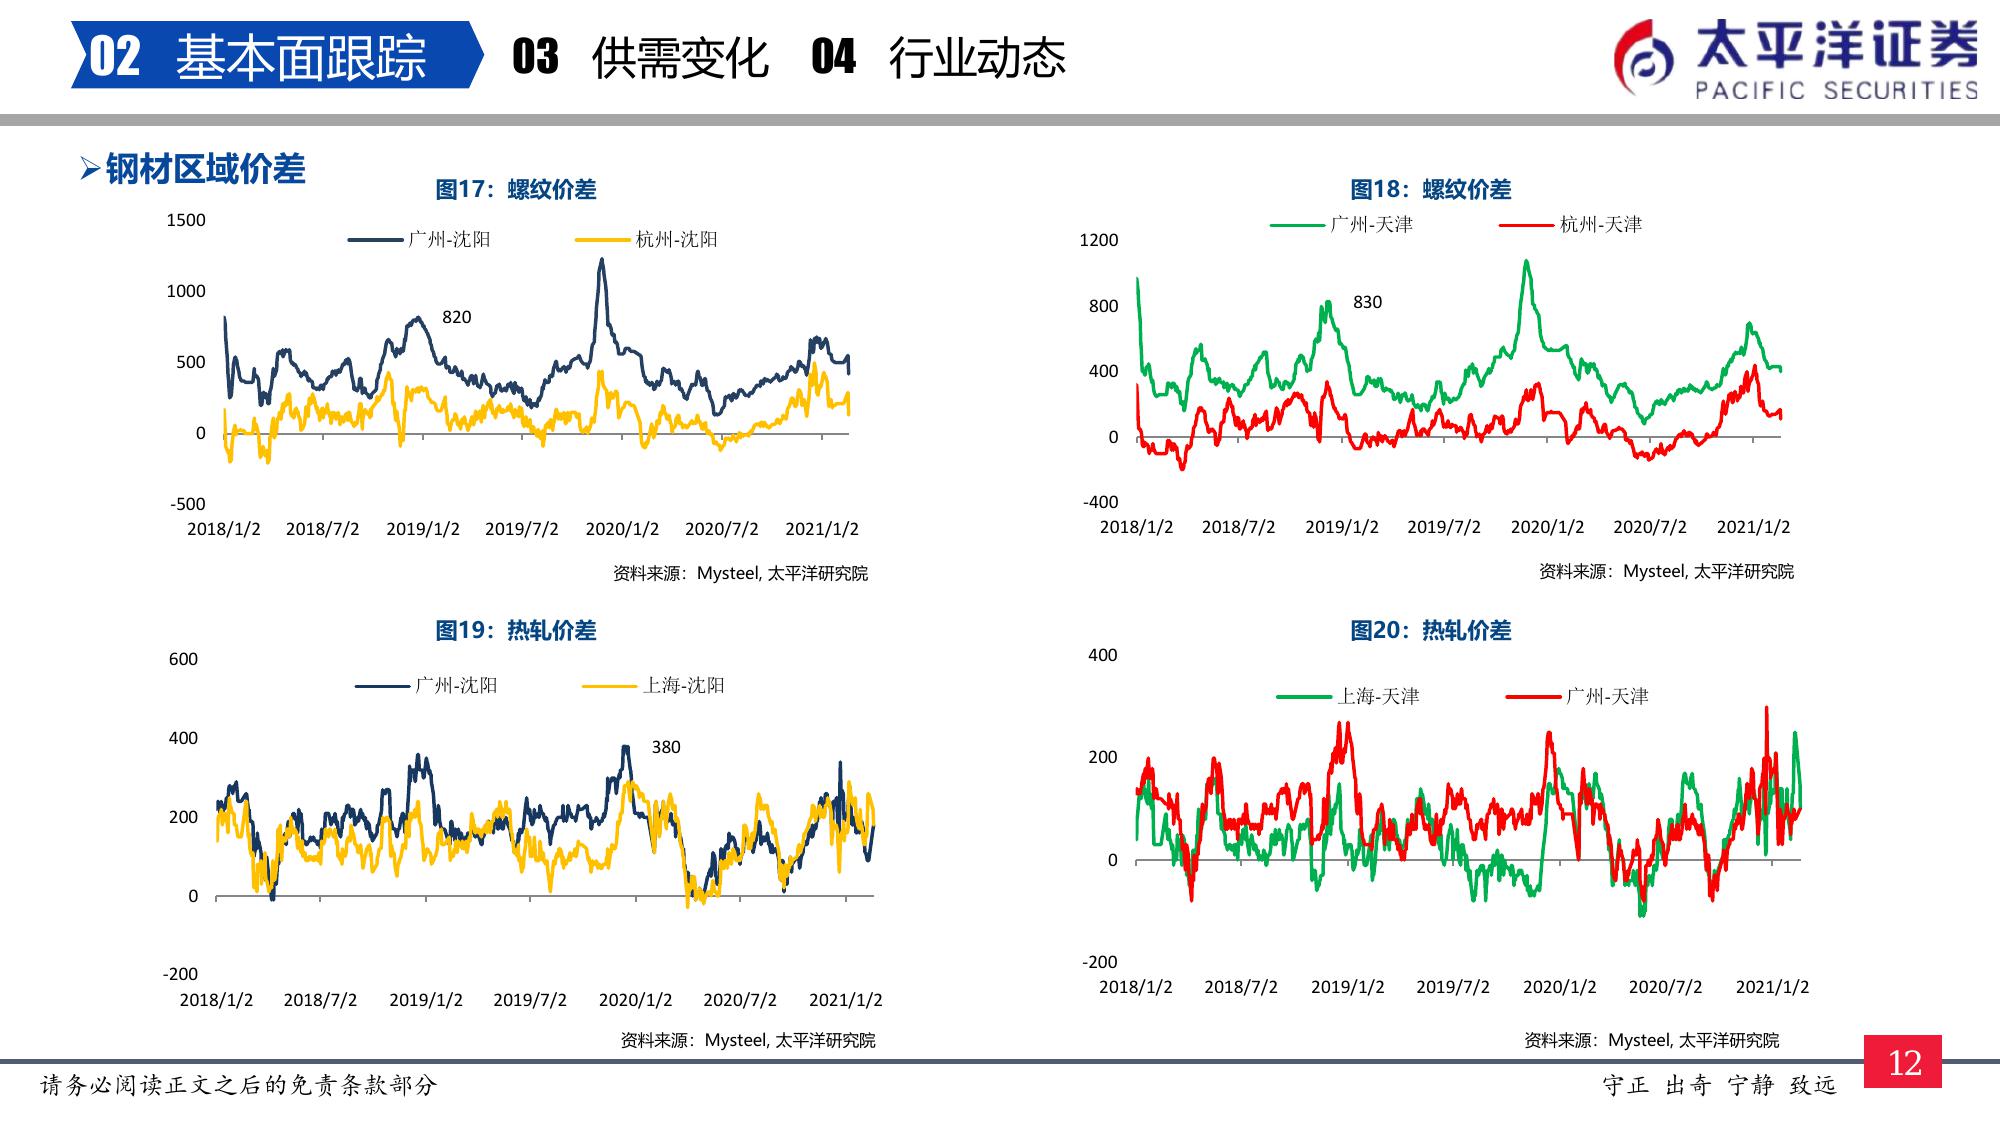 02 基本面跟踪 03 供需变化 04 行业动态
太平洋证券
PACIFIC SECURITIES
➢钢材区域价差
图17：螺纹价差
广州-沈阳 杭州-沈阳
1500
1000
500
0
-500
820
2018/1/2 2018/7/2 2019/1/2 2019/7/2 2020/1/2 2020/7/2 2021/1/2
资料来源：Mysteel, 太平洋研究院
图18：螺纹价差
广州-天津 杭州-天津
1200
800
400
0
-400
830
2018/1/2 2018/7/2 2019/1/2 2019/7/2 2020/1/2 2020/7/2 2021/1/2
资料来源：Mysteel, 太平洋研究院
图19：热轧价差
600
广州-沈阳 上海-沈阳
400
200
0
-200
380
2018/1/2 2018/7/2 2019/1/2 2019/7/2 2020/1/2 2020/7/2 2021/1/2
资料来源：Mysteel, 太平洋研究院
图20：热轧价差
400
上海-天津 广州-天津
200
0
-200
2018/1/2 2018/7/2 2019/1/2 2019/7/2 2020/1/2 2020/7/2 2021/1/2
资料来源：Mysteel, 太平洋研究院
请务必阅读正文之后的免责条款部分
守正 出奇 宁静 致远
12